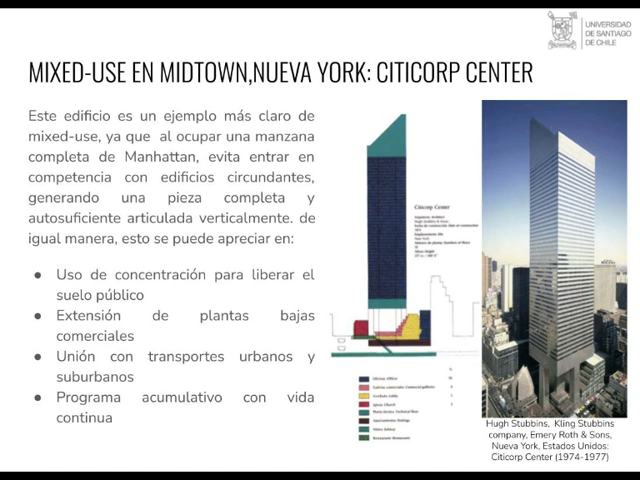 UNIVERSIDAD
DE SANTIAGO
DE CHILE
MIXED-USE EN MIDTOWN,NUEVA YORK: CITICORP CENTER
Este edificio es un ejemplo más claro de
mixed-use, ya que al ocupar una manzana
completa de Manhattan, evita entrar en
competencia con edificios circundantes,
generando una pieza completa y
autosuficiente articulada verticalmente. de
igual manera, esto se puede apreciar en:
● Uso de concentración para liberar el
suelo público
● Extensión de plantas bajas
comerciales
● Unión con transportes urbanos y
suburbanos
● Programa acumulativo con vida
continua
Citicorp Center
Hugh Stubbins, Kling Stubbins
company, Emery Roth & Sons,
Nueva York, Estados Unidos:
Citicorp Center (1974-1977)